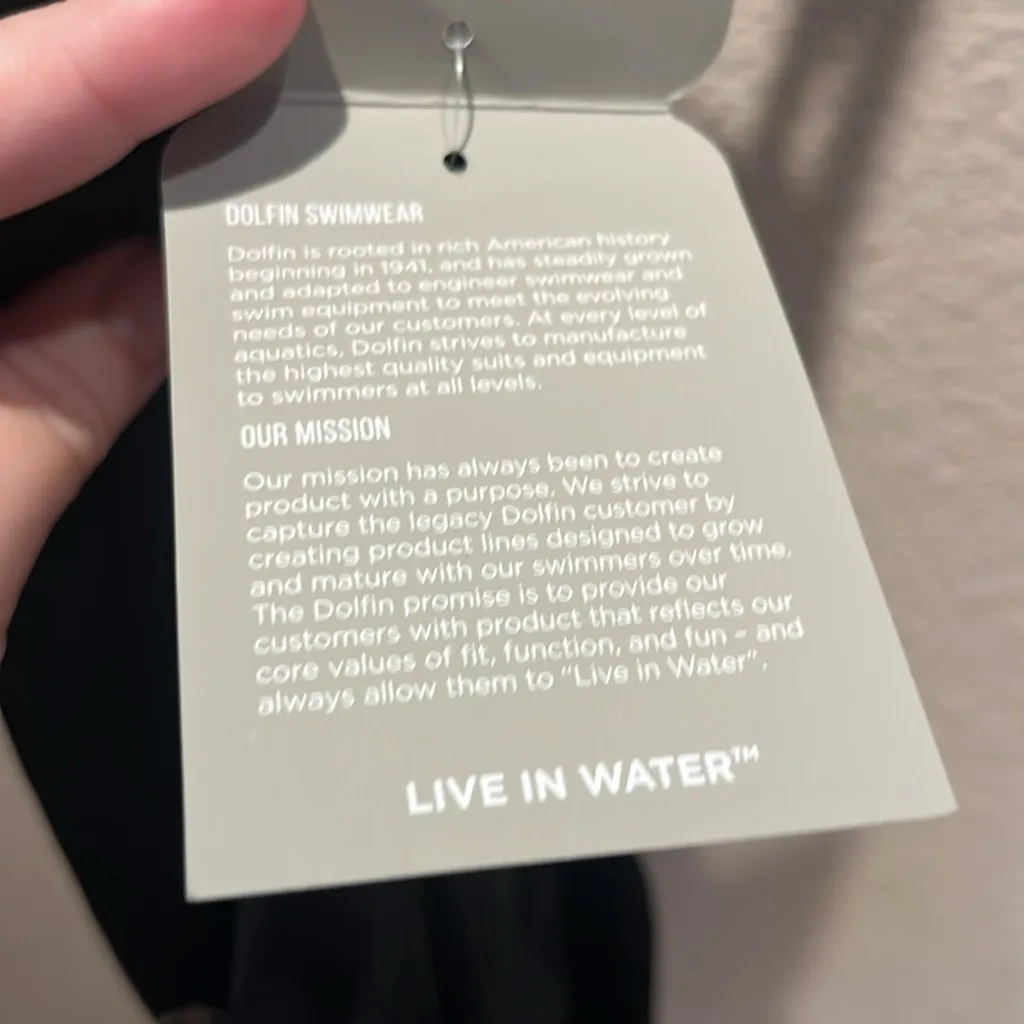 DOLFIN SWIMWEAR
Dolfin is rooted in rich American history
beginning in 1941, and has steadily grown
and adapted to engineer swimwear and
swim equipment to meet the evolving
needs of our customers. At every level of
aquatics, Dolfin strives to manufacture
the highest quality suits and equipment
to swimmers at all levels.
OUR MISSION
Our mission has always been to create
product with a purpose. We strive to
capture the legacy Dolfin customer by
creating product lines designed to grow
and mature with our swimmers over time.
The Dolfin promise is to provide our
customers with product that reflects our
core values of fit, function, and fun - and
always allow them to "Live in Water".
LIVE IN WATER™